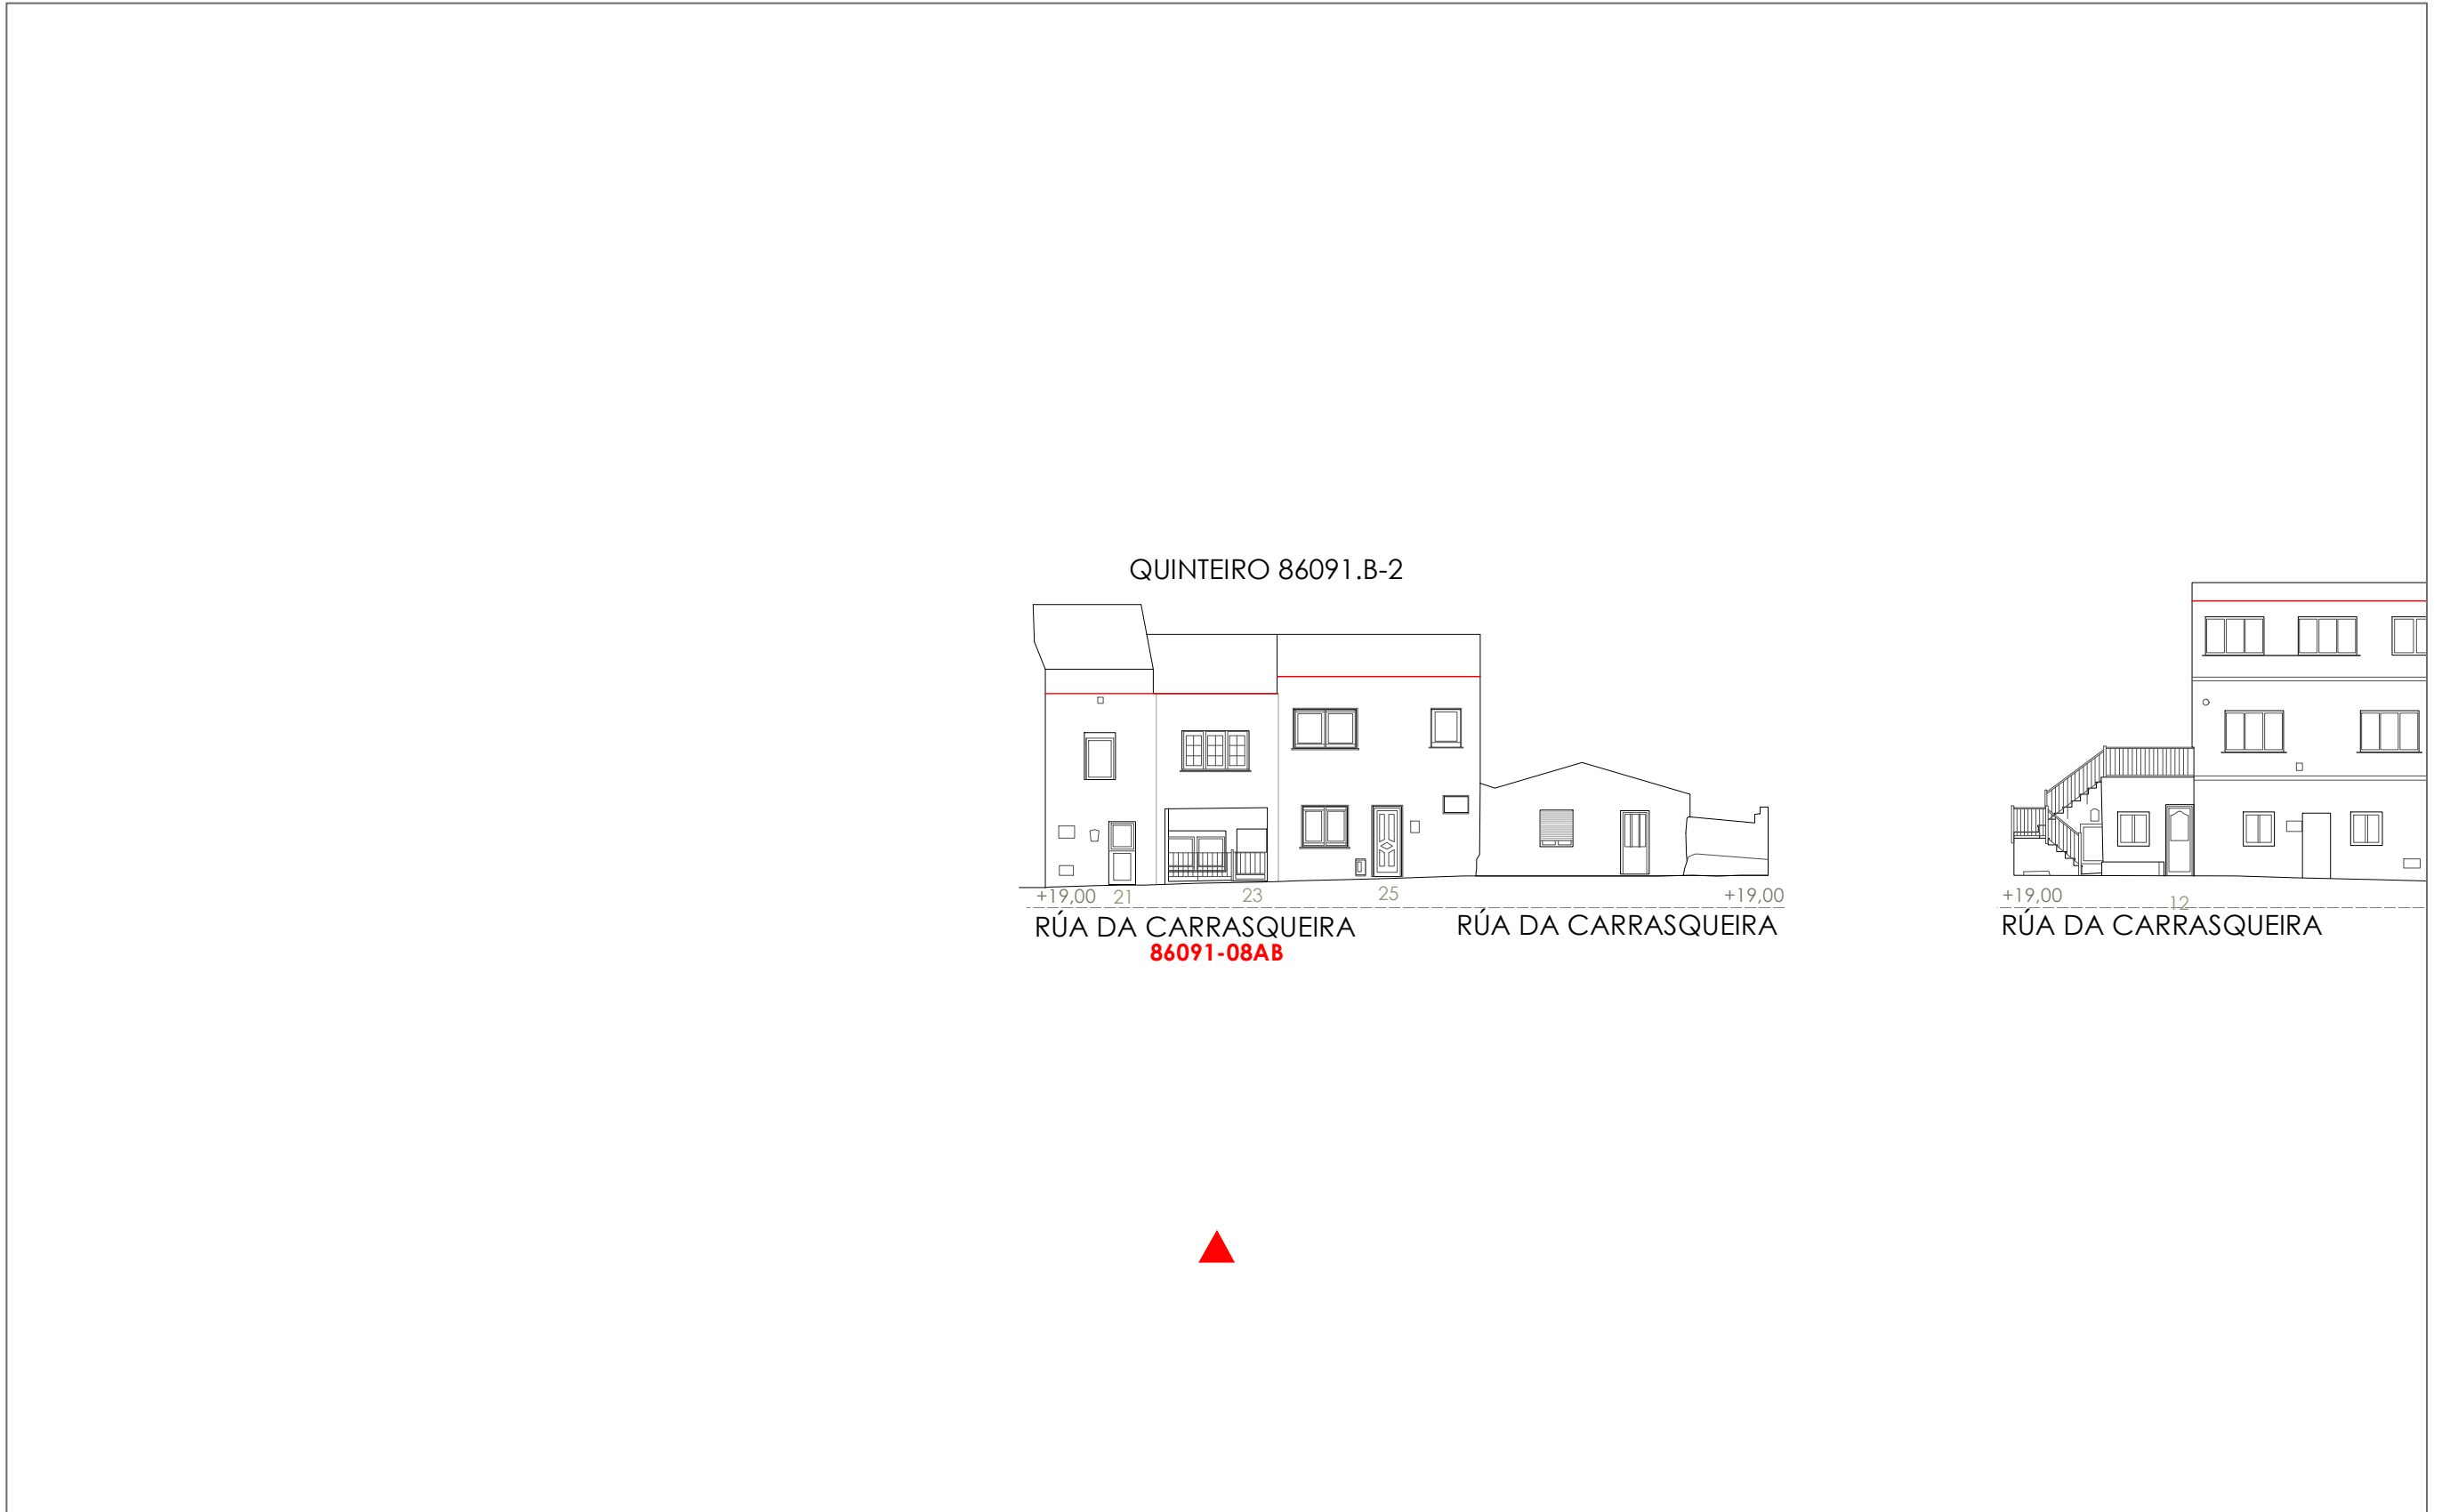 QUINTEIRO 86091.B-2
+19,00 21 23 25 +19,00
RÚA DA CARRASQUEIRA RÚA DA CARRASQUEIRA
86091-08AB
+19,00 12
RÚA DA CARRASQUEIRA